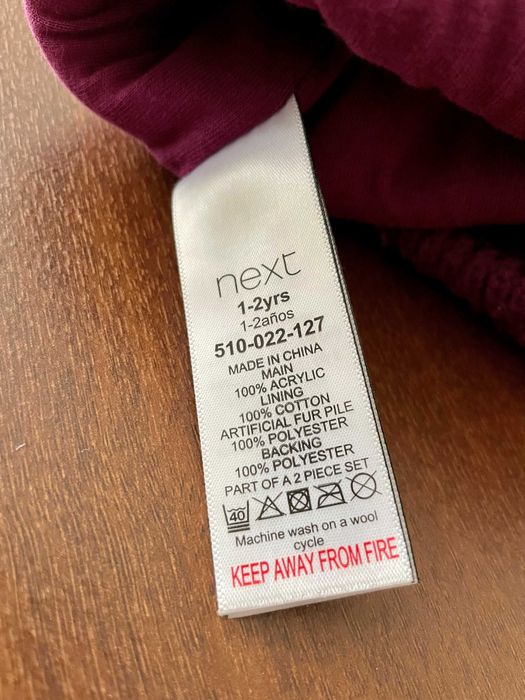 next
1-2yrs
1-2años
510-022-127
MADE IN CHINA
MAIN
100% ACRYLIC
LINING
100% COTTON
ARTIFICIAL FUR PILE
100% POLYESTER
BACKING
100% POLYESTER
PART OF A 2 PIECE SET
40
Machine wash on a wool
cycle
KEEP AWAY FROM FIRE